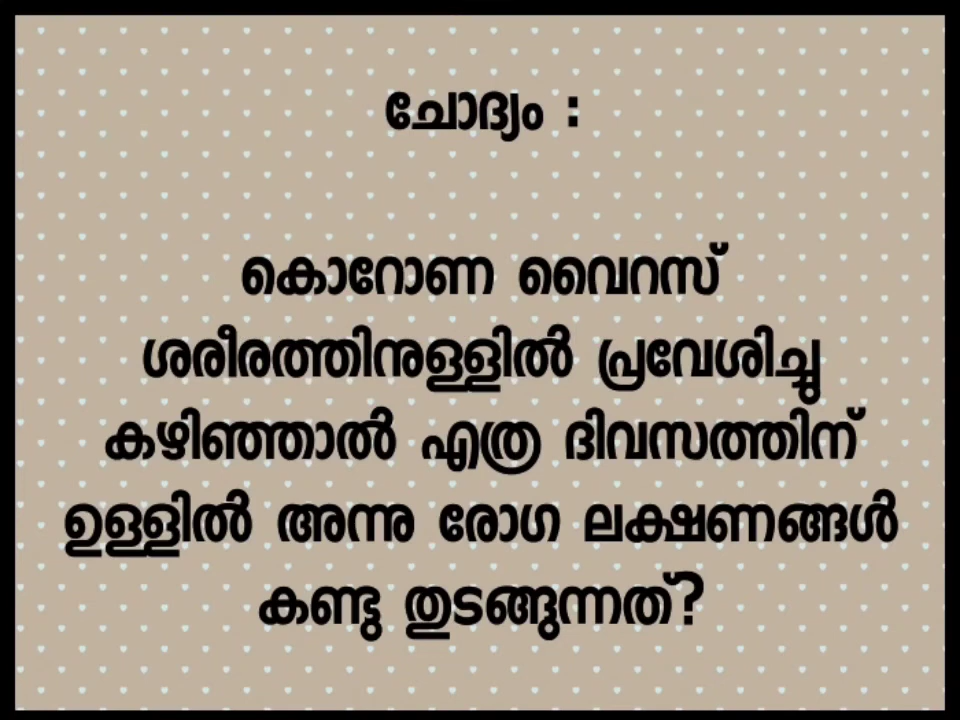 ചോദ്യം :
കൊറോണ വൈറസ്
ശരീരത്തിനുള്ളിൽ പ്രവേശിച്ചു
കഴിഞ്ഞാൽ എത്ര ദിവസത്തിന്
ഉള്ളിൽ അന്നു രോഗ ലക്ഷണങ്ങൾ
കണ്ടു തുടങ്ങുന്നത്?